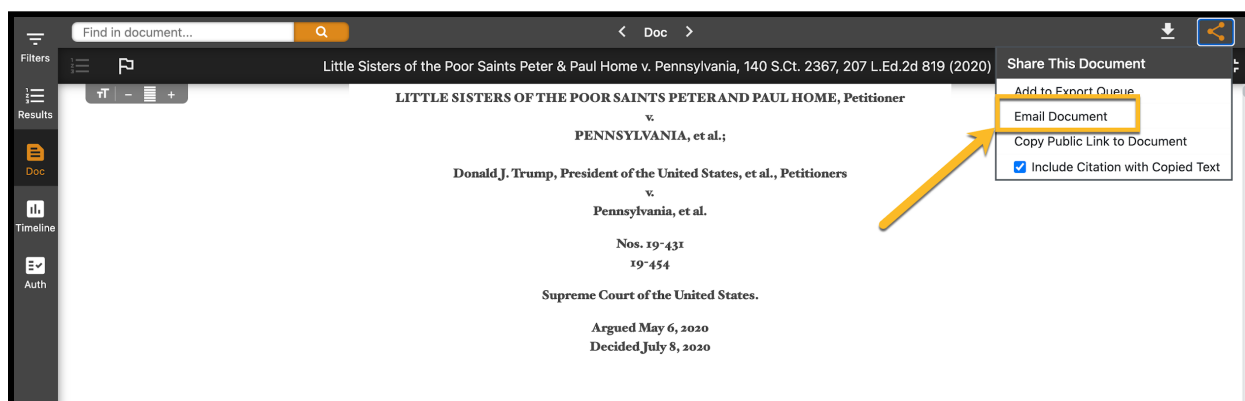 Find in document...
Doc
Filters
Results
Doc
Timeline
Auth
Little Sisters of the Poor Saints Peter & Paul Home v. Pennsylvania, 140 S.Ct. 2367, 207 L.Ed.2d 819 (2020)
Share This Document
Add to Export Queue
Email Document
Copy Public Link to Document
Include Citation with Copied Text
TT - +
LITTLE SISTERS OF THE POOR SAINTS PETER AND PAUL HOME, Petitioner
v.
PENNSYLVANIA, et al.;
Donald J. Trump, President of the United States, et al., Petitioners
v.
Pennsylvania, et al.
Nos. 19-431
19-454
Supreme Court of the United States.
Argued May 6, 2020
Decided July 8, 2020